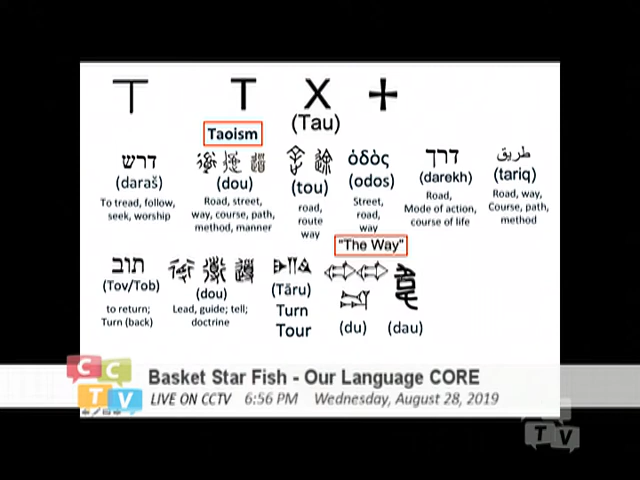 T X +
(Tau)
Taoism
דרש ὁδὸς דרך طريق
(daraš) (dou) (tou) (odos) (darekh) (tariq)
To tread, follow, seek, worship
Road, street, way, course, path, method, manner
road, route way
Street, road, way
Road, Mode of action, course of life
Road, way, Course, path, method
"The Way"
תוב
(Tov/Tob) (dou) (Tāru) (du) (dau)
to return; Turn (back)
Lead, guide; tell; doctrine
Turn
Tour
CCTV
Basket Star Fish - Our Language CORE
LIVE ON CCTV 6:56 PM Wednesday, August 28, 2019
TV